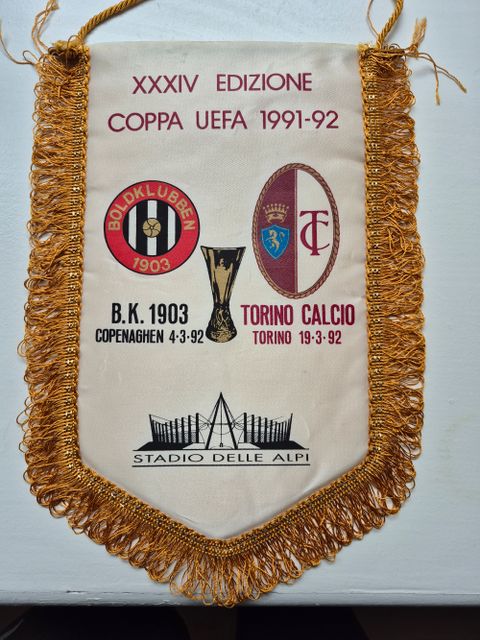 XXXIV EDIZIONE
COPPA UEFA 1991-92
BOLDKLUBBEN
1903
TC
B.K. 1903
COPENAGHEN 4·3·92
TORINO CALCIO
TORINO 19·3·92
STADIO DELLE ALPI